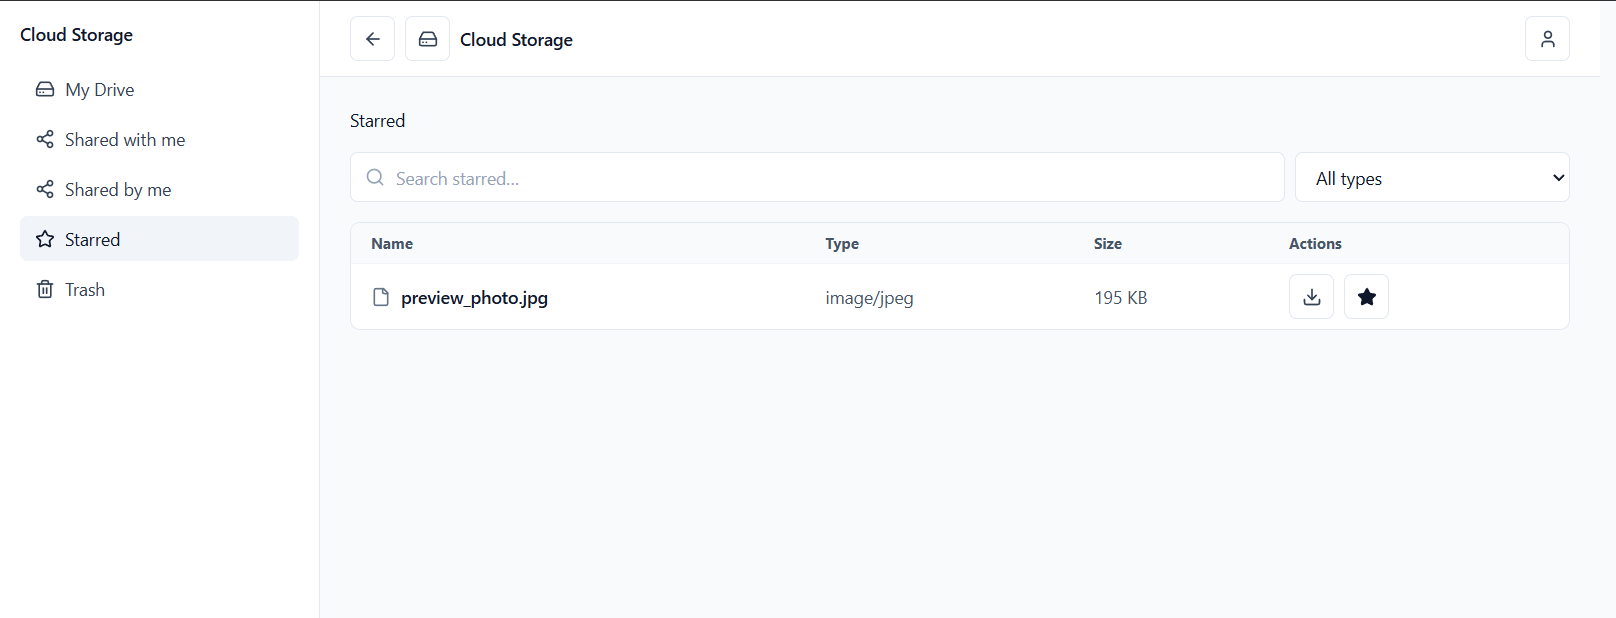 Cloud Storage
My Drive
Shared with me
Shared by me
Starred
Trash
Cloud Storage
Starred
Search starred...
All types
Name Type Size Actions
preview_photo.jpg image/jpeg 195 KB